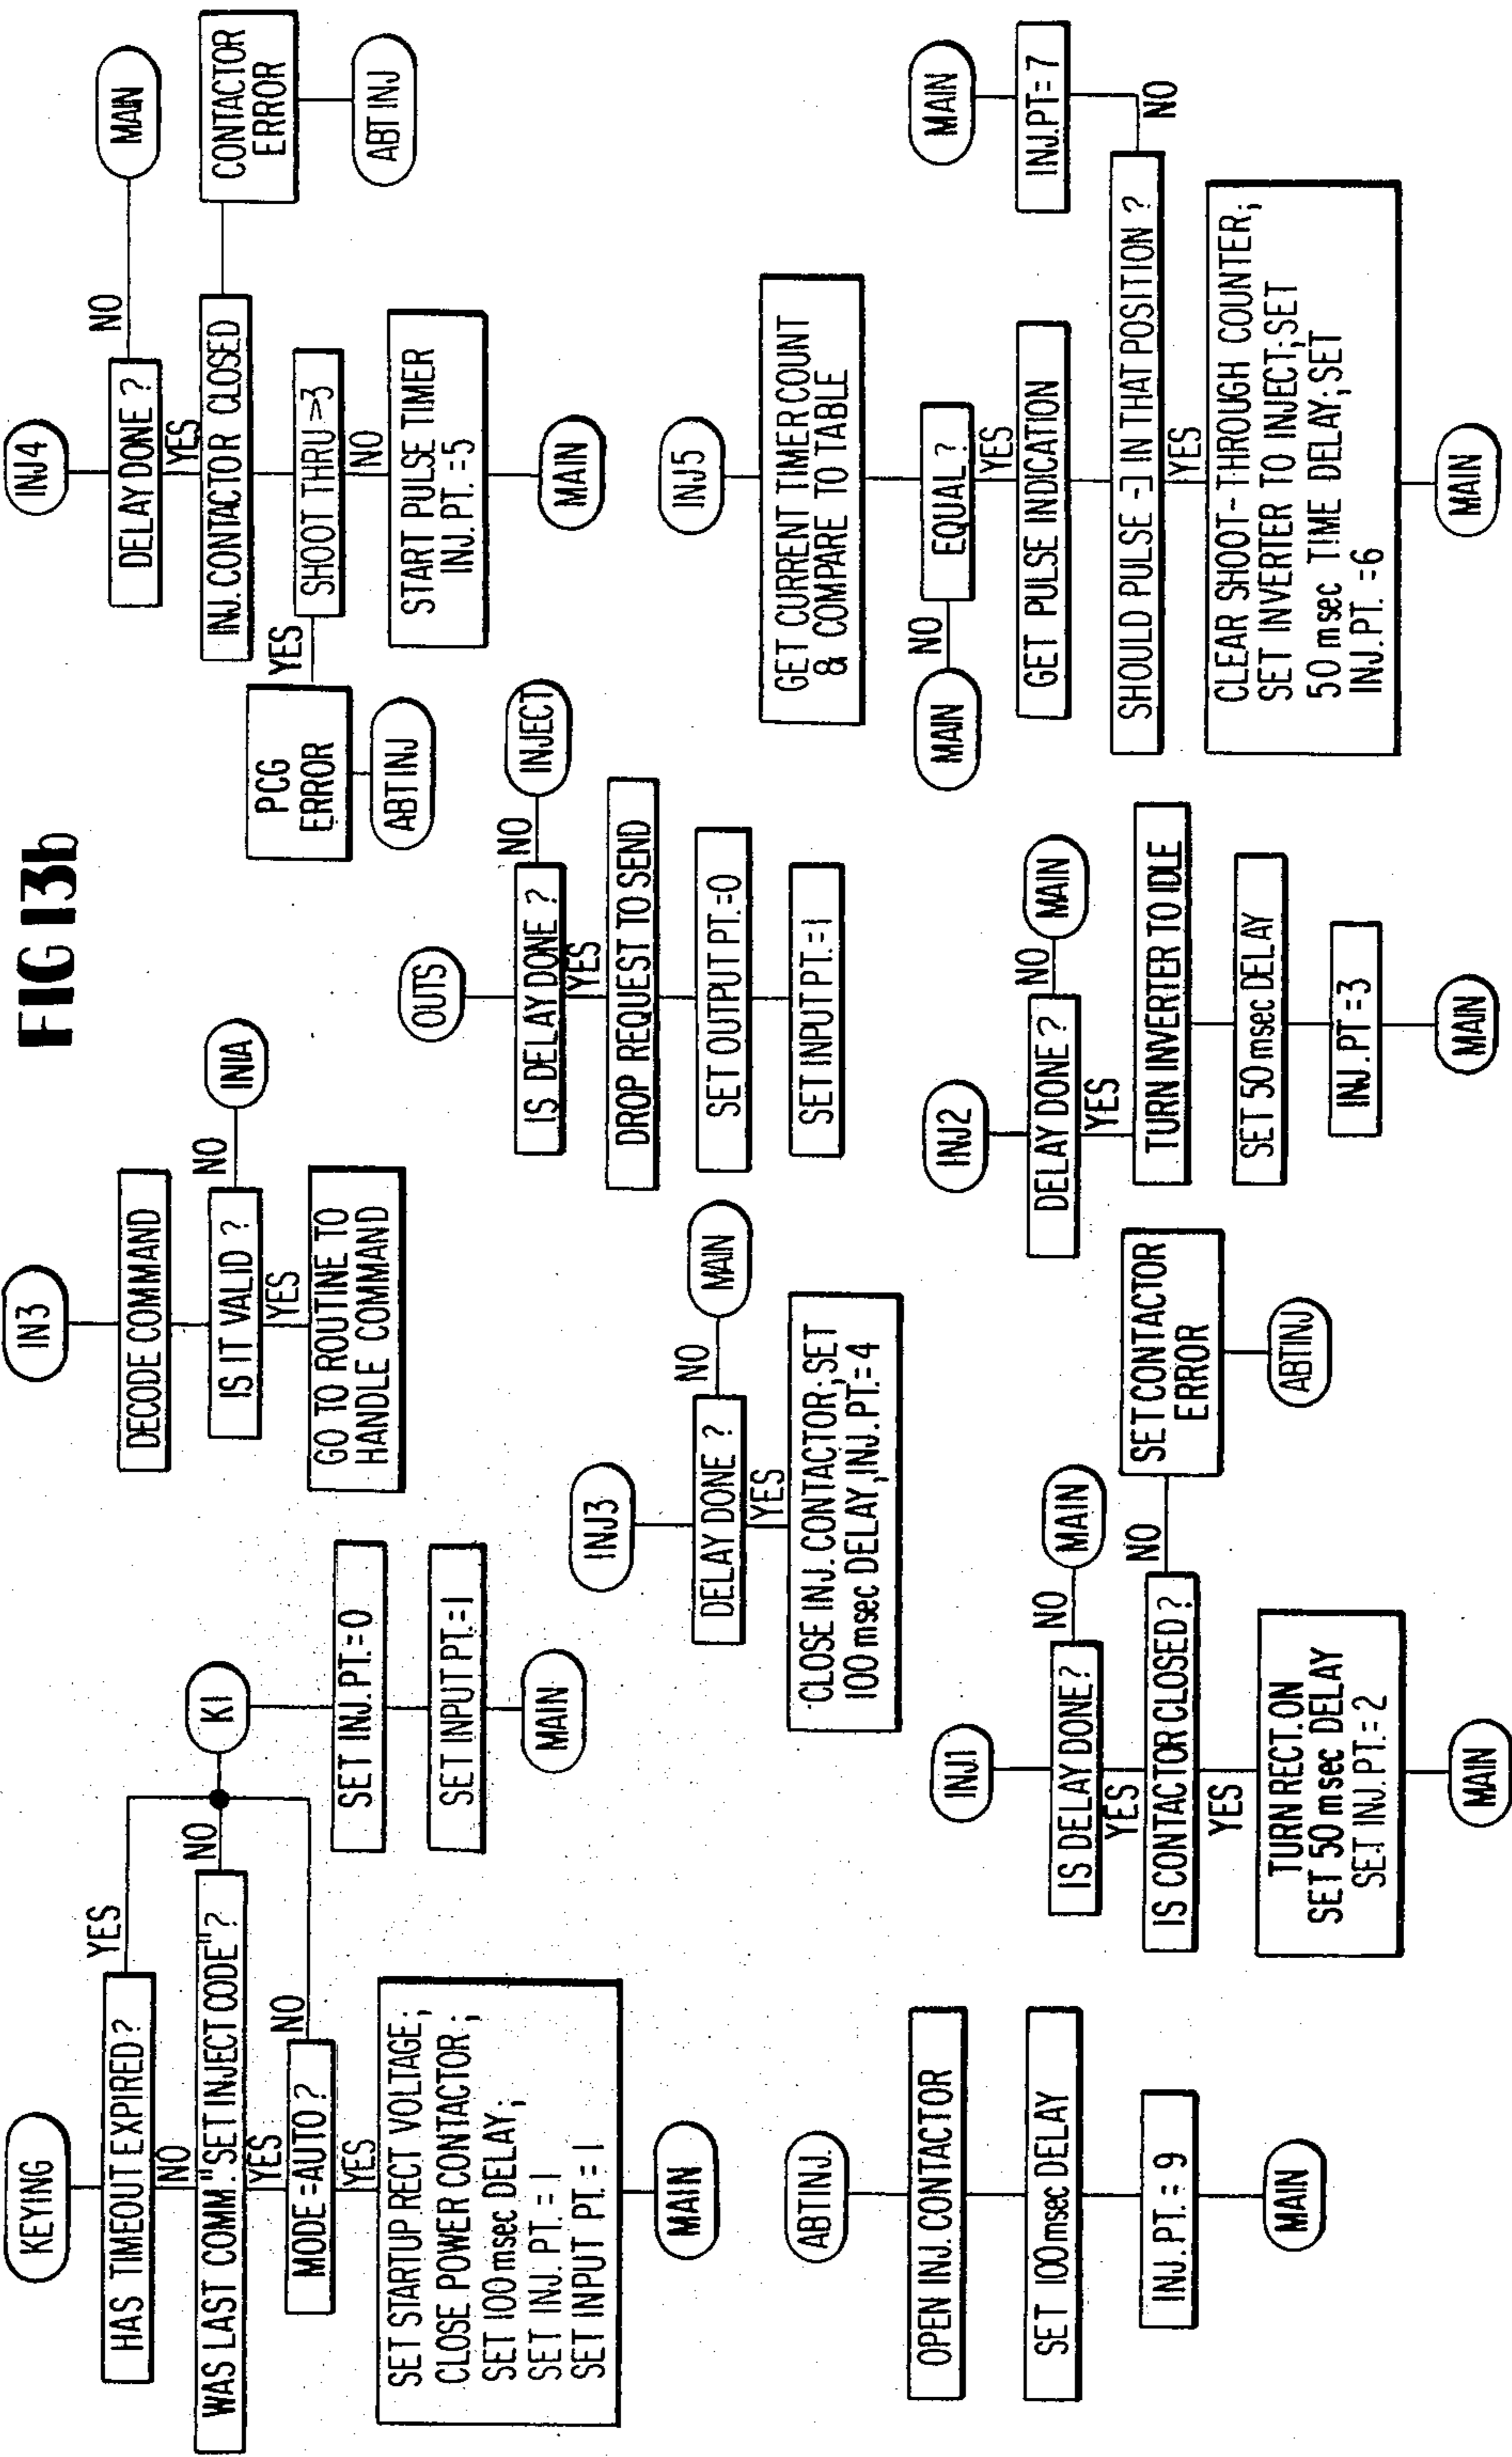 FIG 13b
KEYING
HAS TIMEOUT EXPIRED?
YES
NO
WAS LAST COMM."SET INJECT CODE"?
NO
YES
MODE=AUTO?
NO
YES
SET STARTUP RECT VOLTAGE;
CLOSE POWER CONTACTOR;
SET 100 msec DELAY;
SET INJ. PT. = 1
SET INPUT PT. = 1
MAIN
K1
SET INJ.PT.=0
SET INPUT PT.=1
MAIN
IN3
DECODE COMMAND
IS IT VALID ?
NO
INIA
YES
GO TO ROUTINE TO
HANDLE COMMAND
OUTS
IS DELAY DONE ?
NO
INJECT
YES
DROP REQUEST TO SEND
SET OUTPUT PT.=0
SET INPUT PT.=1
INJ4
DELAY DONE ?
NO
MAIN
YES
INJ. CONTACTOR CLOSED
CONTACTOR
ERROR
ABT INJ
SHOOT THRU >3
YES
PCG
ERROR
ABTINJ
NO
START PULSE TIMER
INJ. PT. =5
MAIN
INJ3
DELAY DONE ?
NO
MAIN
YES
CLOSE INJ. CONTACTOR;SET
100 msec DELAY,INJ.PT.= 4
ABTINJ.
OPEN INJ. CONTACTOR
SET 100msec DELAY
INJ.PT.= 9
MAIN
INJ1
IS DELAY DONE?
NO
MAIN
YES
IS CONTACTOR CLOSED ?
NO
SET CONTACTOR
ERROR
ABTINJ
YES
TURN RECT.ON
SET 50 msec DELAY
SET INJ.PT.= 2
MAIN
INJ2
DELAY DONE ?
NO
MAIN
YES
TURN INVERTER TO IDLE
SET 50 msec DELAY
INJ.PT =3
MAIN
INJ5
GET CURRENT TIMER COUNT
& COMPARE TO TABLE
EQUAL ?
NO
MAIN
YES
GET PULSE INDICATION
SHOULD PULSE =] IN THAT POSITION ?
NO
INJ.PT= 7
MAIN
YES
CLEAR SHOOT-THROUGH COUNTER;
SET INVERTER TO INJECT;SET
50 msec TIME DELAY;SET
INJ.PT. =6
MAIN